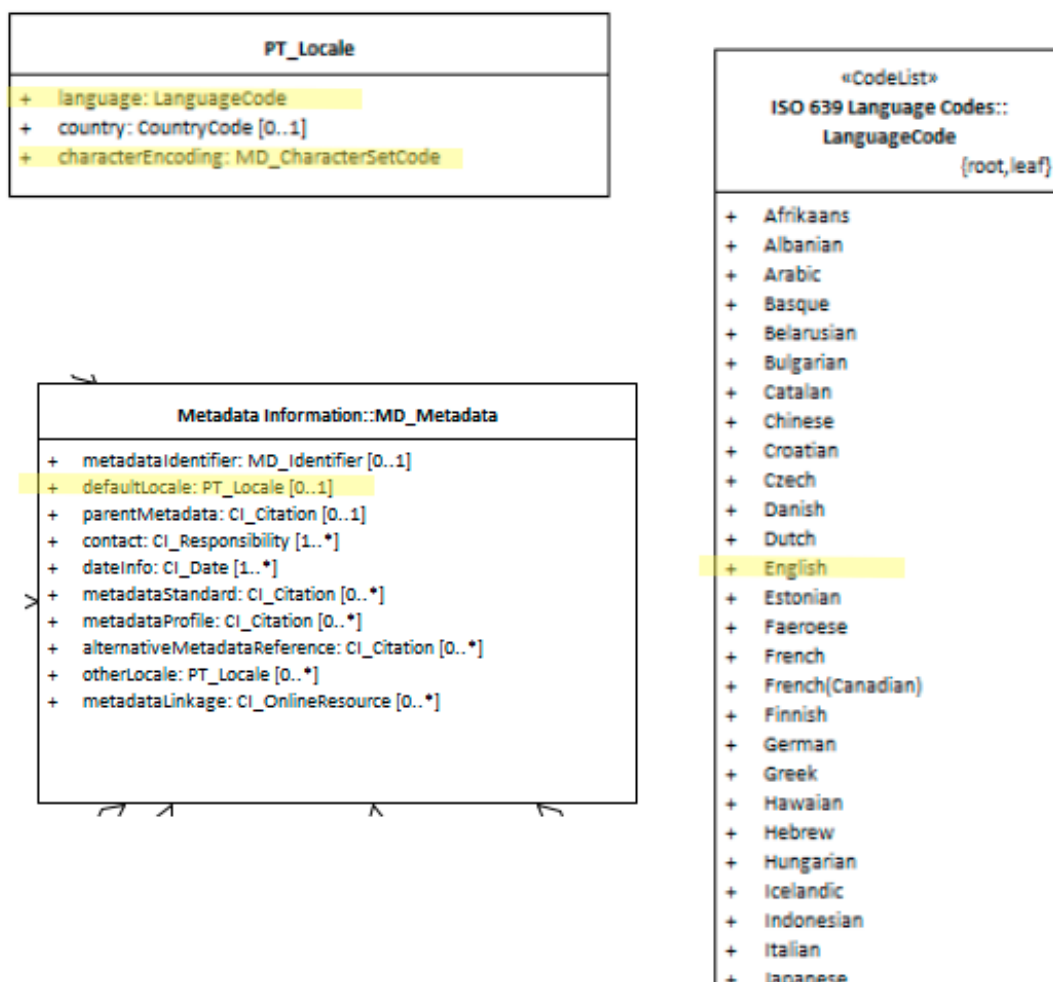 PT_Locale
+ language: LanguageCode
+ country: CountryCode [0..1]
+ characterEncoding: MD_CharacterSetCode
Metadata Information::MD_Metadata
+ metadataIdentifier: MD_Identifier [0..1]
+ defaultLocale: PT_Locale [0..1]
+ parentMetadata: CI_Citation [0..1]
+ contact: CI_Responsibility [1..*]
+ dateInfo: CI_Date [1..*]
+ metadataStandard: CI_Citation [0..*]
+ metadataProfile: CI_Citation [0..*]
+ alternativeMetadataReference: CI_Citation [0..*]
+ otherLocale: PT_Locale [0..*]
+ metadataLinkage: CI_OnlineResource [0..*]
«CodeList»
ISO 639 Language Codes::
LanguageCode
{root,leaf}
+ Afrikaans
+ Albanian
+ Arabic
+ Basque
+ Belarusian
+ Bulgarian
+ Catalan
+ Chinese
+ Croatian
+ Czech
+ Danish
+ Dutch
+ English
+ Estonian
+ Faeroese
+ French
+ French(Canadian)
+ Finnish
+ German
+ Greek
+ Hawaian
+ Hebrew
+ Hungarian
+ Icelandic
+ Indonesian
+ Italian
+ Japanese